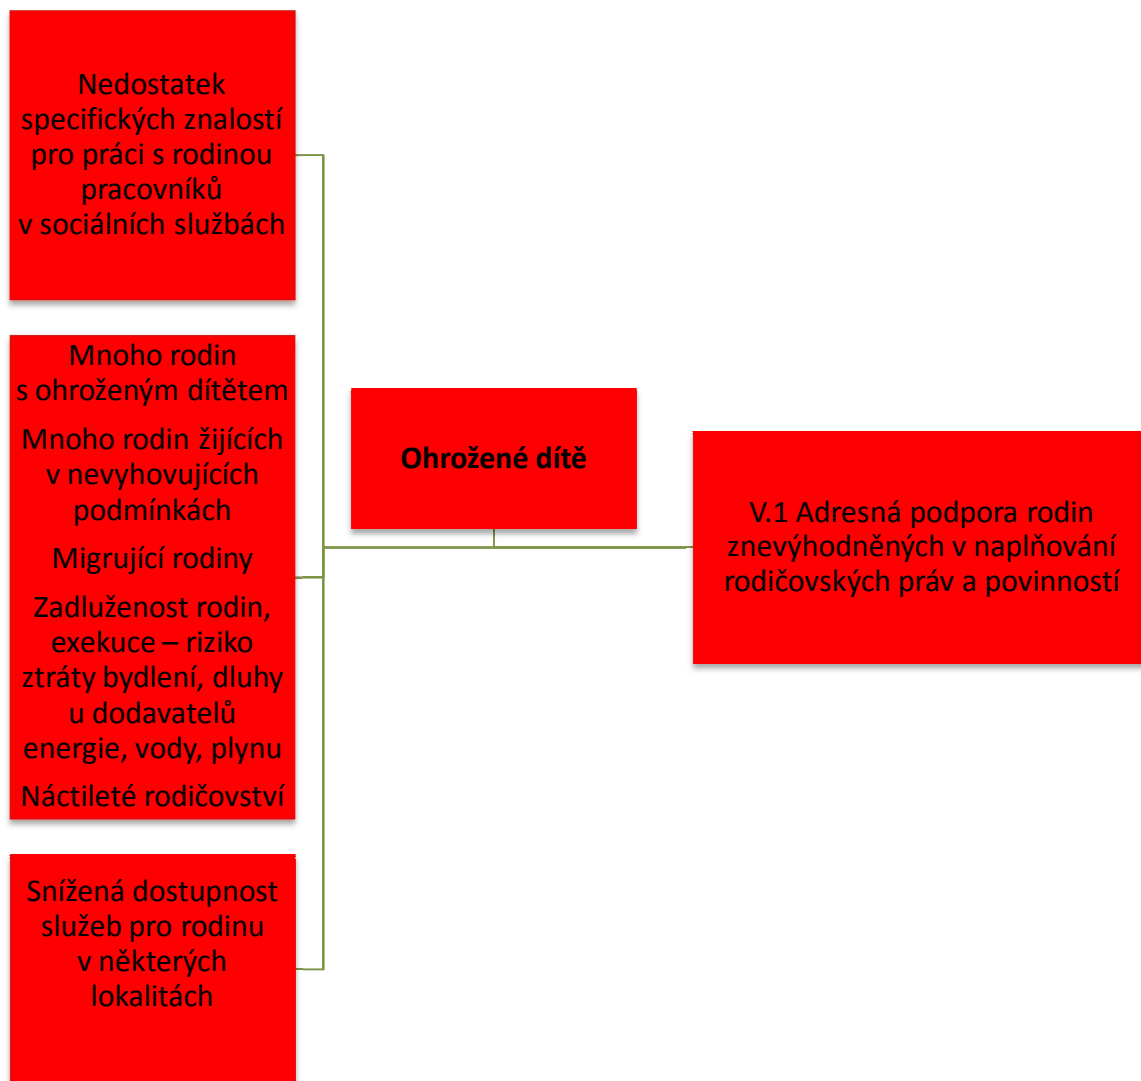 Nedostatek
specifických znalostí
pro práci s rodinou
pracovníků
v sociálních službách
Mnoho rodin
s ohroženým dítětem
Mnoho rodin žijících
v nevyhovujících
podmínkách
Migrující rodiny
Zadluženost rodin,
exekuce – riziko
ztráty bydlení, dluhy
u dodavatelů
energie, vody, plynu
Náctileté rodičovství
Snížená dostupnost
služeb pro rodinu
v některých
lokalitách
Ohrožené dítě
V.1 Adresná podpora rodin
znevýhodněných v naplňování
rodičovských práv a povinností